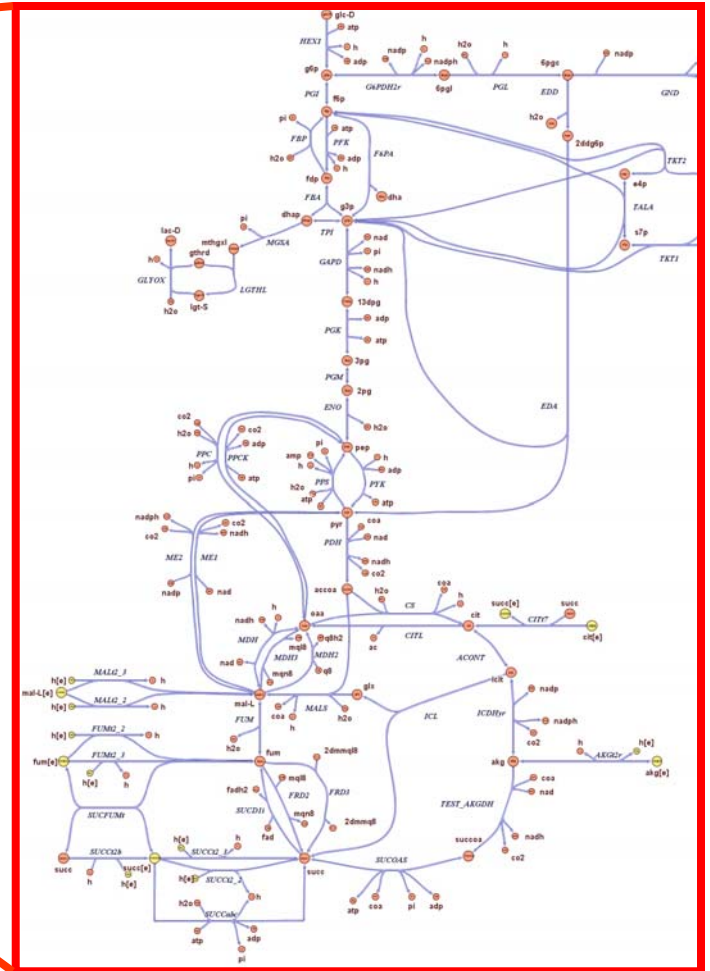 glc-D
atp
HEX1
h
adp
g6p
nadp
h
nadph
G6PDH2r
6pgl
h2o
h
PGL
6pgc
nadp
EDD
GND
PGI
f6p
h2o
2ddg6p
pi
FBP
h2o
atp
PFK
adp
h
F6PA
fdp
dha
TKT2
e4p
TALA
s7p
TKT1
FBA
g3p
dhap
TPI
pi
MGSA
lac-D
mthgxl
gthrd
h
GLYOX
LGTHL
h2o
lgt-S
nad
pi
GAPD
nadh
h
13dpg
adp
PGK
atp
3pg
PGM
2pg
ENO
EDA
h2o
co2
h2o
PPC
h
pi
co2
adp
PPCK
atp
pep
pi
amp
h
PPS
h2o
atp
h
adp
PYK
atp
pyr
coa
PDH
nad
nadh
co2
nadph
co2
co2
nadh
ME2
ME1
nadp
nad
accoa
h2o
CS
coa
h
oaa
cit
CITL
ac
succ[e]
succ
CITt7
cit[e]
nadh
h
MDH
nad
mql8
MDH3
mqn8
q8h2
MDH2
q8
ACONT
icit
h[e]
MALt2_3
h
mal-L[e]
MALt2_2
h[e]
h
mal-L
MALS
glx
coa
h
h2o
ICL
ICDHyr
nadp
nadph
co2
FUM
h2o
h[e]
FUMt2_2
h
fum[e]
FUMt2_3
h[e]
h
fum
akg
h
AKGt2r
h[e]
akg[e]
fadh2
SUCD1i
fad
mql8
FRD2
mqn8
2dmmql8
FRD3
2dmmq8
coa
nad
TEST_AKGDH
nadh
co2
succoa
SUCFUMt
succ
SUCCt2b
h
h[e]
succ[e]
h[e]
SUCCt2_3
h
succ
SUCCt2_2
h[e]
h
h2o
SUCCabc
atp
adp
pi
SUCOAS
atp
coa
pi
adp